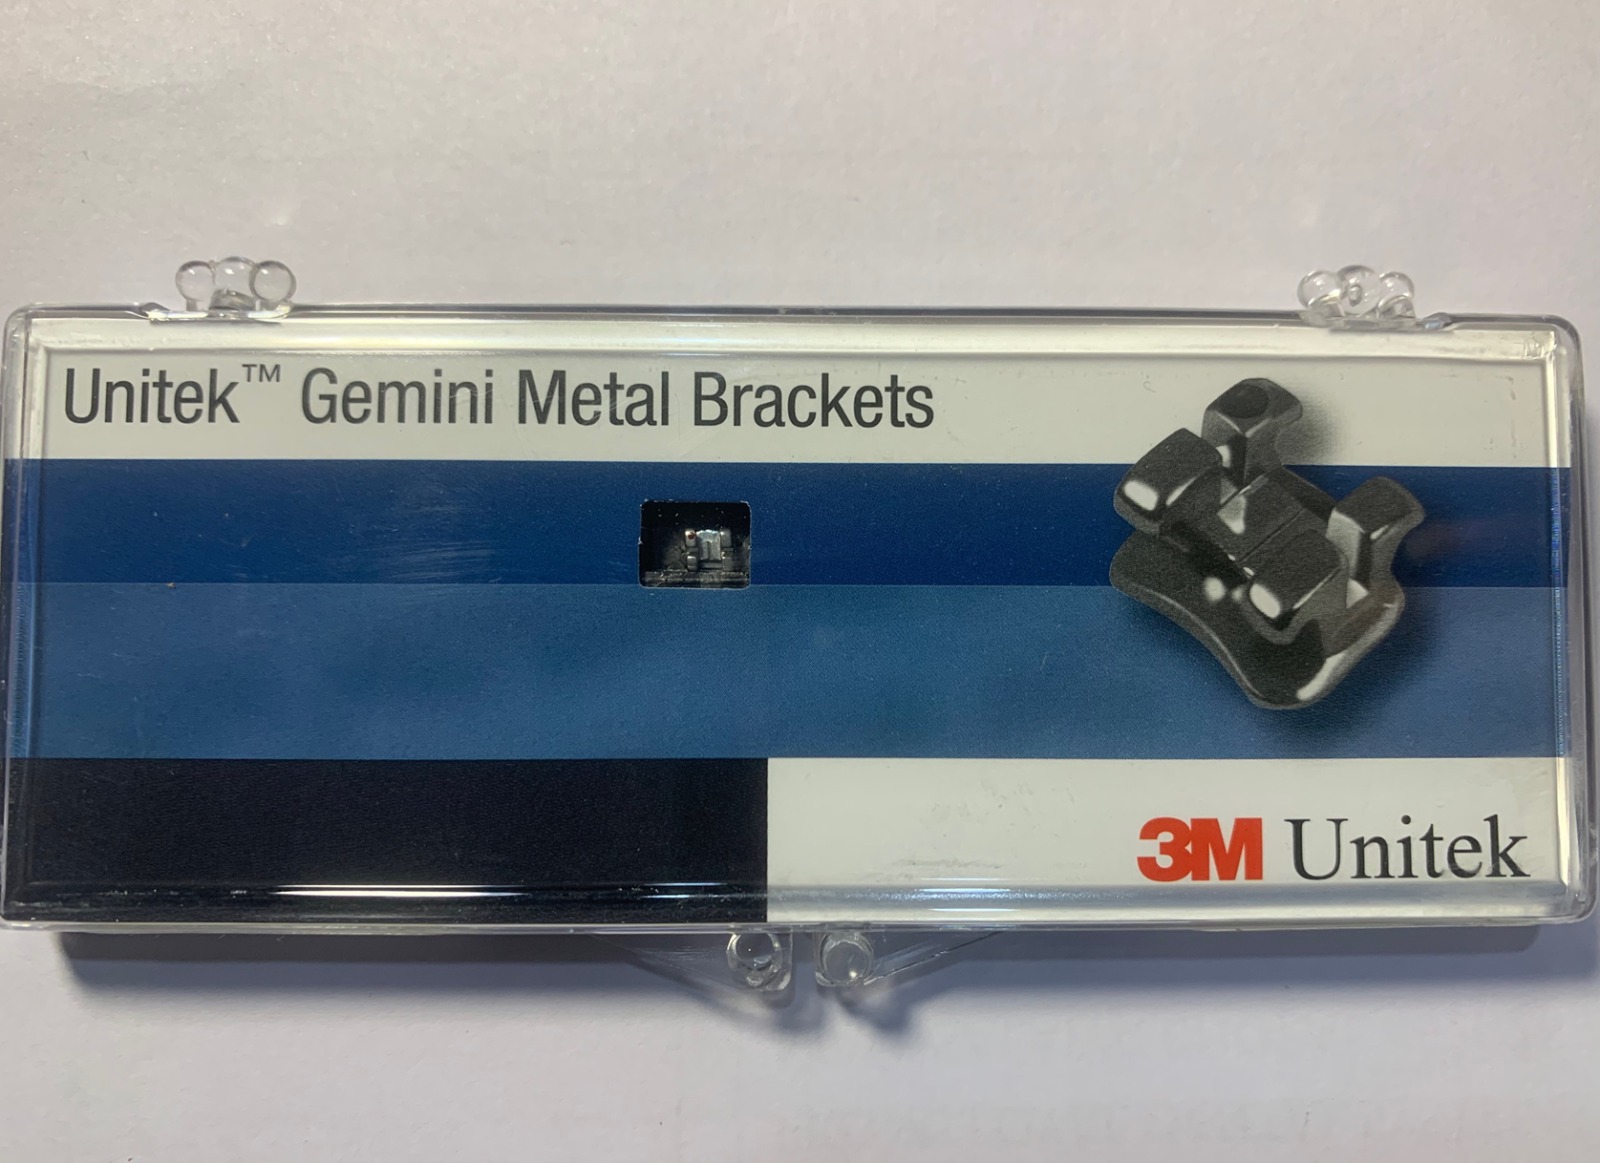 Unitek™ Gemini Metal Brackets
3M Unitek